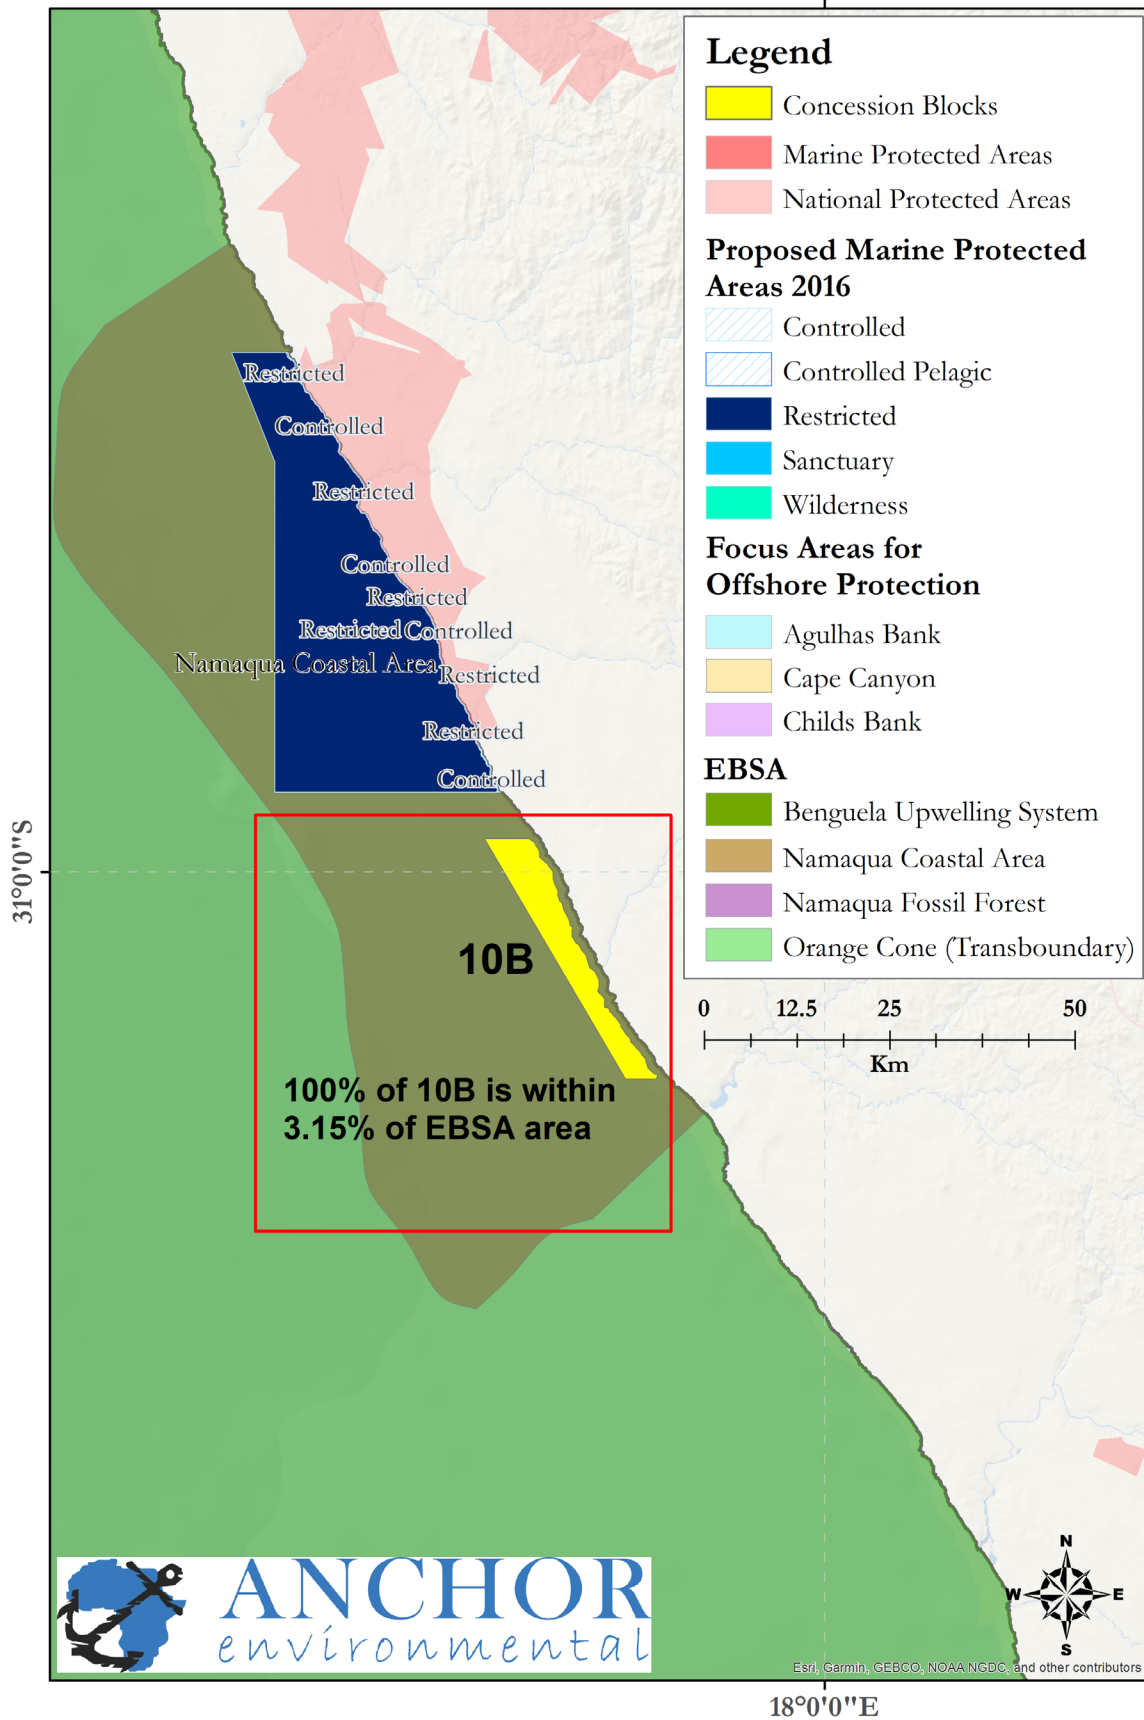 Legend
Concession Blocks
Marine Protected Areas
National Protected Areas
Proposed Marine Protected
Areas 2016
Controlled
Controlled Pelagic
Restricted
Sanctuary
Wilderness
Focus Areas for
Offshore Protection
Agulhas Bank
Cape Canyon
Childs Bank
EBSA
Benguela Upwelling System
Namaqua Coastal Area
Namaqua Fossil Forest
Orange Cone (Transboundary)
0 12.5 25 50
Km
Restricted
Controlled
Restricted
Controlled
Restricted
Restricted Controlled
Namaqua Coastal Area
Restricted
Restricted
Controlled
31°0'0"S
10B
100% of 10B is within
3.15% of EBSA area
N
W E
S
ANCHOR
environmental
Esri, Garmin, GEBCO, NOAA NGDC, and other contributors
18°0'0"E